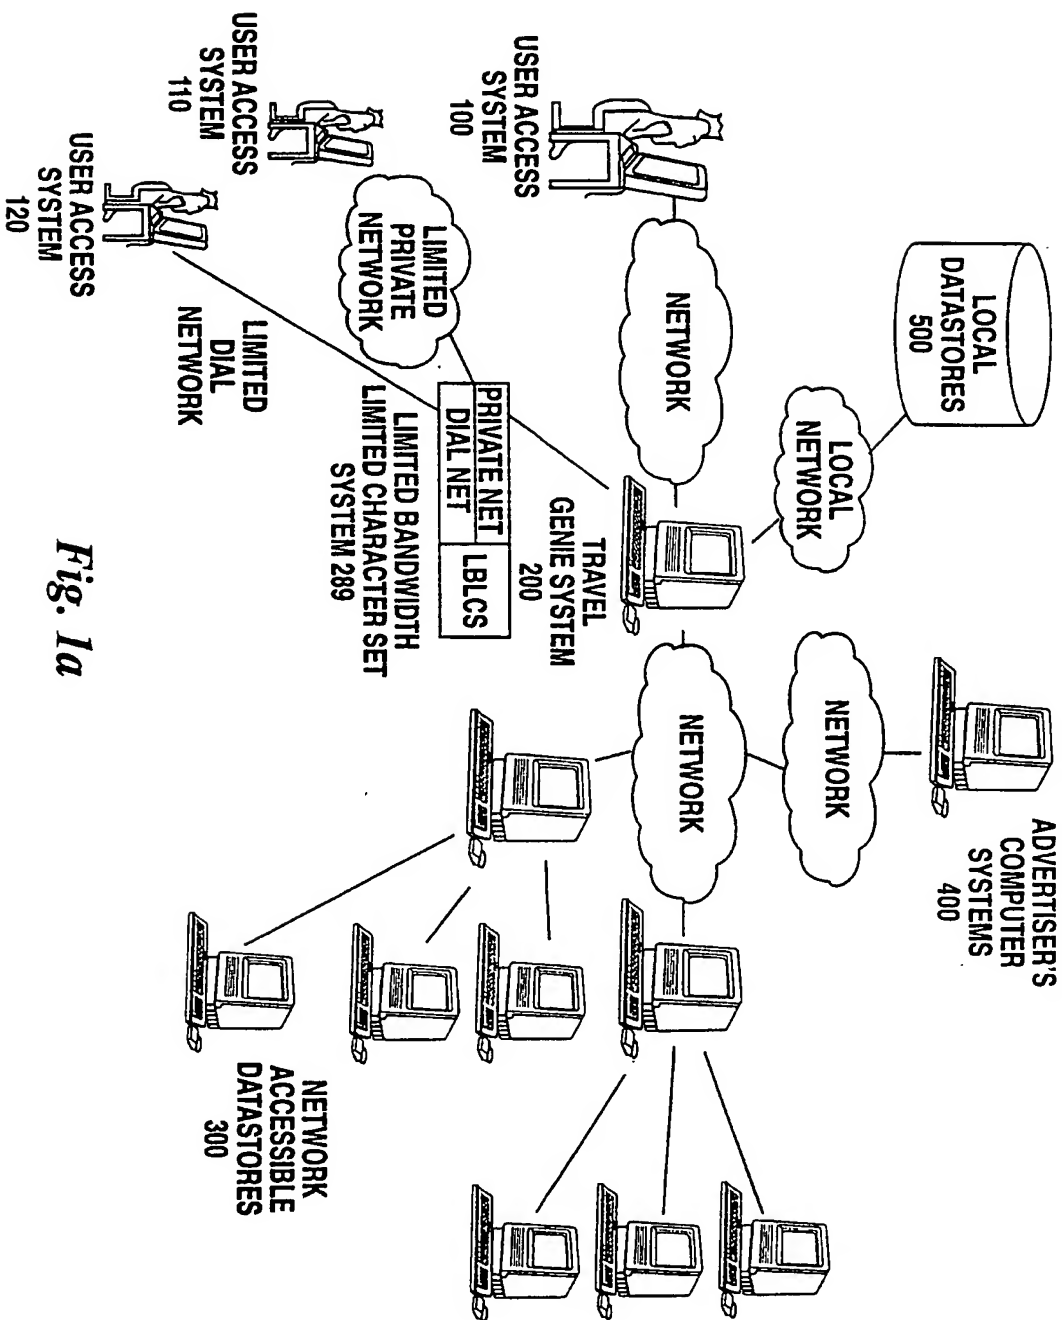 ADVERTISER'S
COMPUTER
SYSTEMS
400
LOCAL
DATASTORES
500
LOCAL
NETWORK
NETWORK
NETWORK
NETWORK
USER ACCESS
SYSTEM
100
TRAVEL
GENIE SYSTEM
200
PRIVATE NET
DIAL NET
LBLCS
LIMITED BANDWIDTH
LIMITED CHARACTER SET
SYSTEM 289
LIMITED
PRIVATE
NETWORK
USER ACCESS
SYSTEM
110
LIMITED
DIAL
NETWORK
USER ACCESS
SYSTEM
120
NETWORK
ACCESSIBLE
DATASTORES
300
Fig. 1a